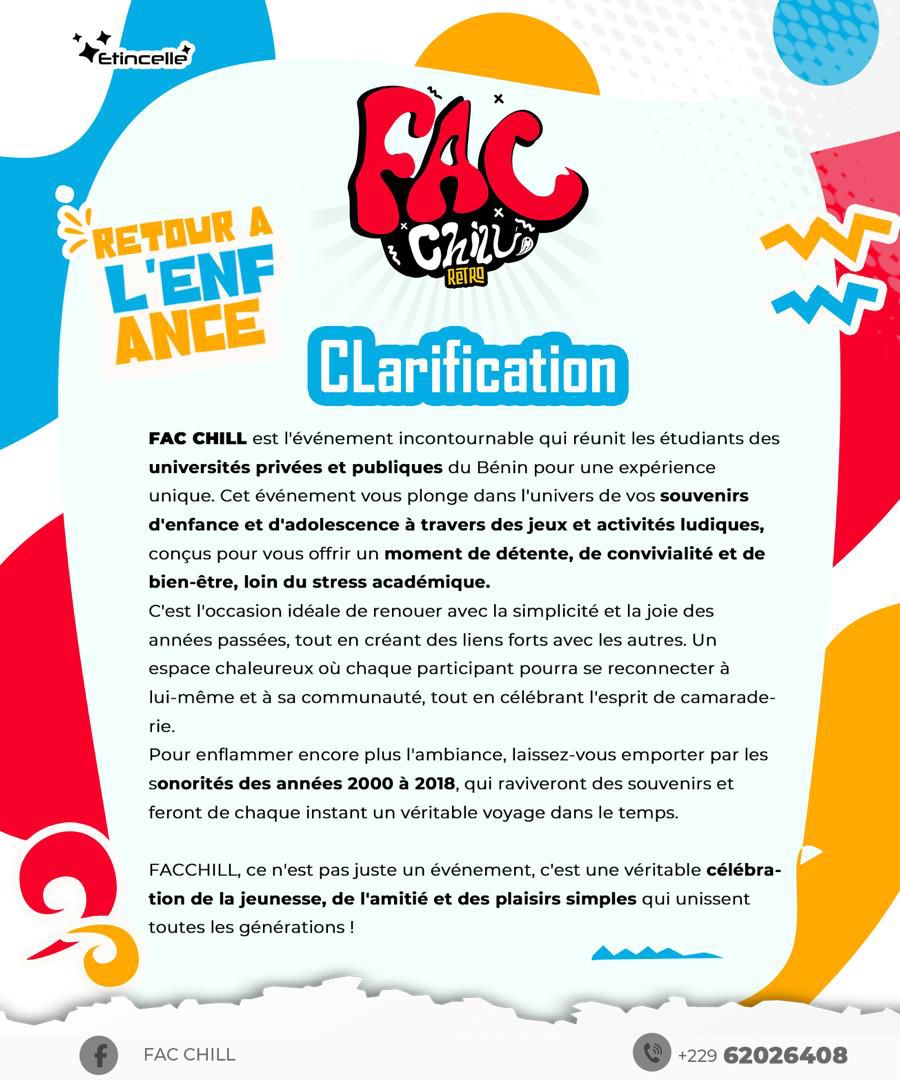 Etincelle
FAC
Chill
RETRO
RETOUR A
L'ENF
ANCE
CLarification
FAC CHILL est l'événement incontournable qui réunit les étudiants des
universités privées et publiques du Bénin pour une expérience
unique. Cet événement vous plonge dans l'univers de vos souvenirs
d'enfance et d'adolescence à travers des jeux et activités ludiques,
conçus pour vous offrir un moment de détente, de convivialité et de
bien-être, loin du stress académique.
C'est l'occasion idéale de renouer avec la simplicité et la joie des
années passées, tout en créant des liens forts avec les autres. Un
espace chaleureux où chaque participant pourra se reconnecter à
lui-même et à sa communauté, tout en célébrant l'esprit de camarade-
rie.
Pour enflammer encore plus l'ambiance, laissez-vous emporter par les
sonorités des années 2000 à 2018, qui raviveront des souvenirs et
feront de chaque instant un véritable voyage dans le temps.
FACCHILL, ce n'est pas juste un événement, c'est une véritable célébra-
tion de la jeunesse, de l'amitié et des plaisirs simples qui unissent
toutes les générations !
FAC CHILL
+229 62026408